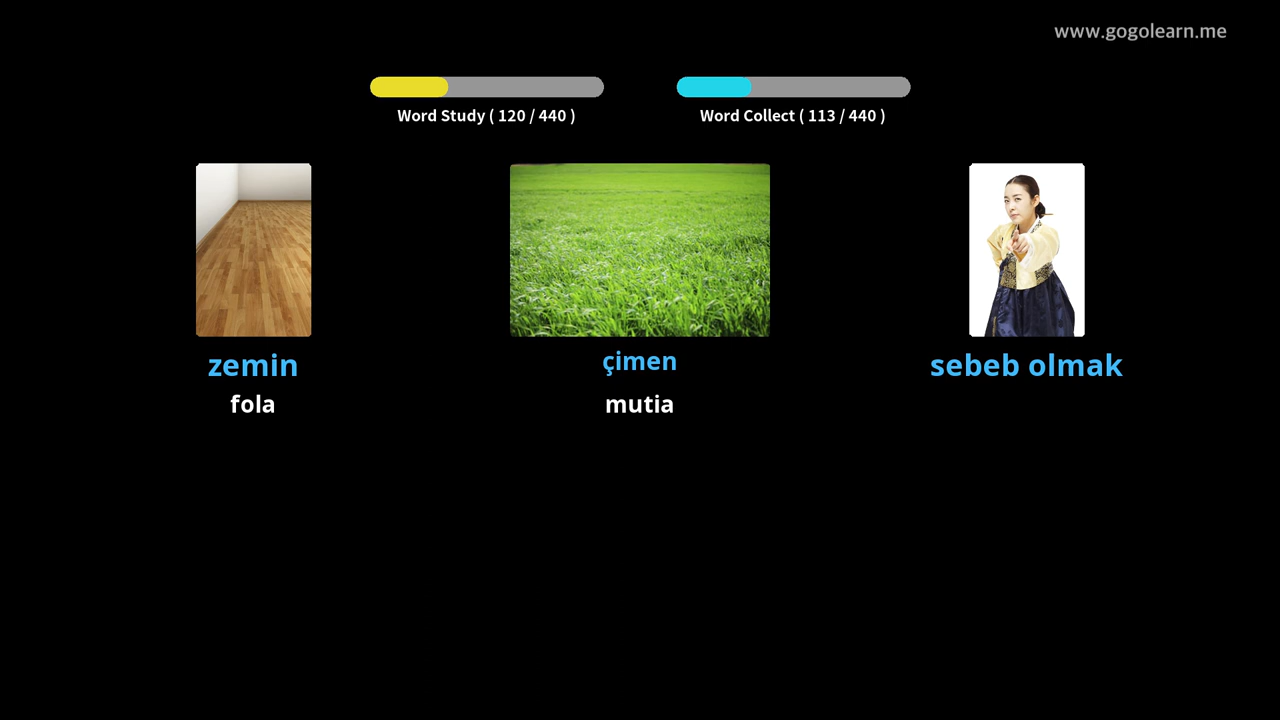 www.gogolearn.me
Word Study ( 120 / 440 )
Word Collect ( 113 / 440 )
zemin
fola
çimen
mutia
sebeb olmak